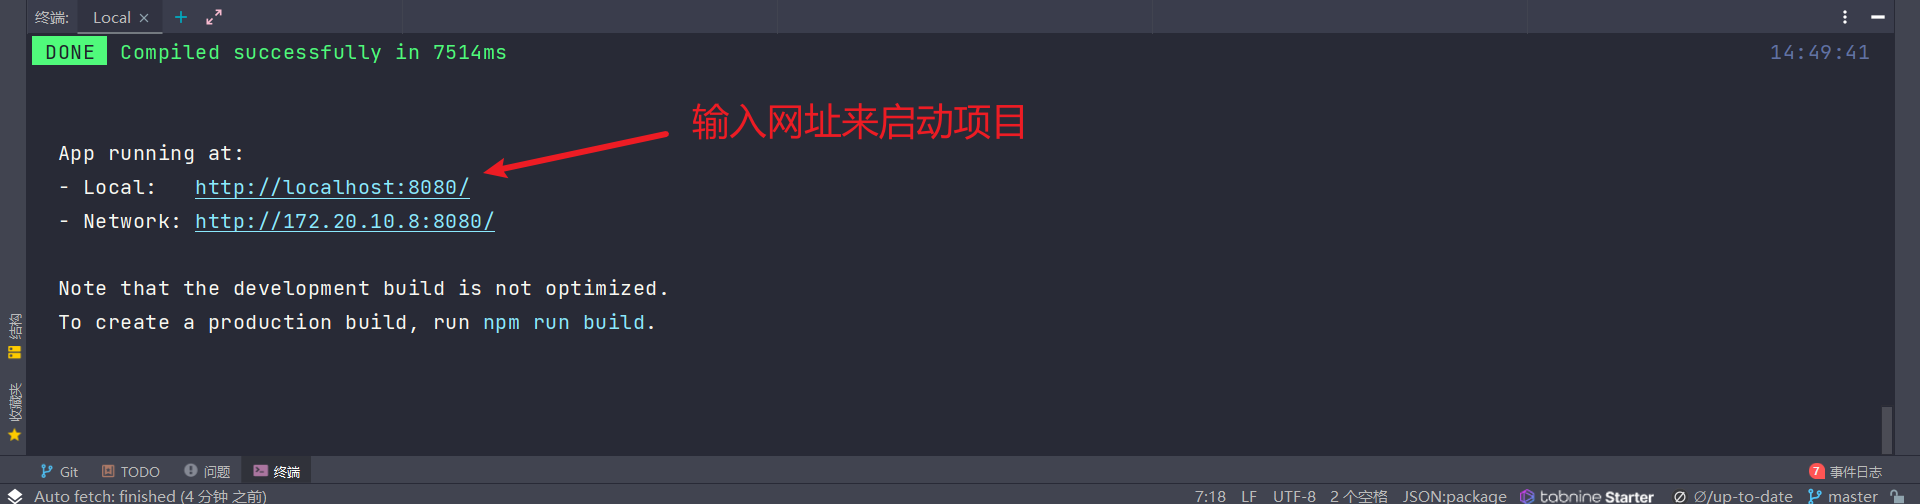 终端: Local × +
DONE Compiled successfully in 7514ms 14:49:41
输入网址来启动项目
App running at:
- Local: http://localhost:8080/
- Network: http://172.20.10.8:8080/
Note that the development build is not optimized.
To create a production build, run npm run build.
结构
收藏夹
Git TODO 问题 终端 7 事件日志
Auto fetch: finished (4 分钟 之前) 7:18 LF UTF-8 2 个空格 JSON:package tabnine Starter ∅/up-to-date master